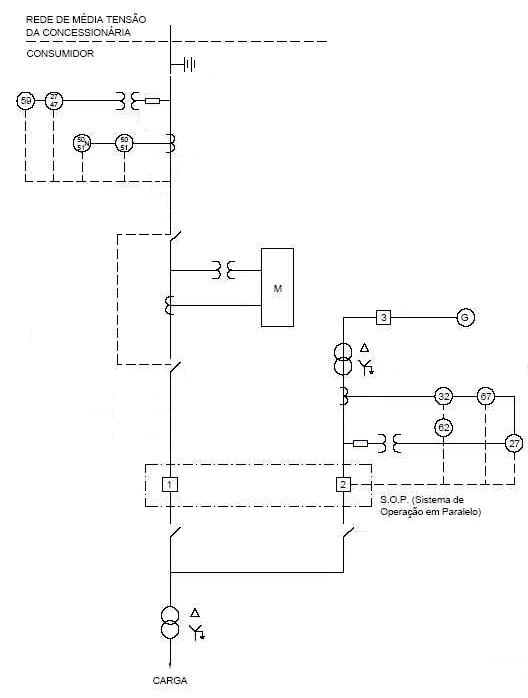 REDE DE MÉDIA TENSÃO
DA CONCESSIONÁRIA
CONSUMIDOR
59
27
47
50
51
N
50
51
M
3
G
32
67
62
27
1
2
S.O.P. (Sistema de
Operação em Paralelo)
CARGA